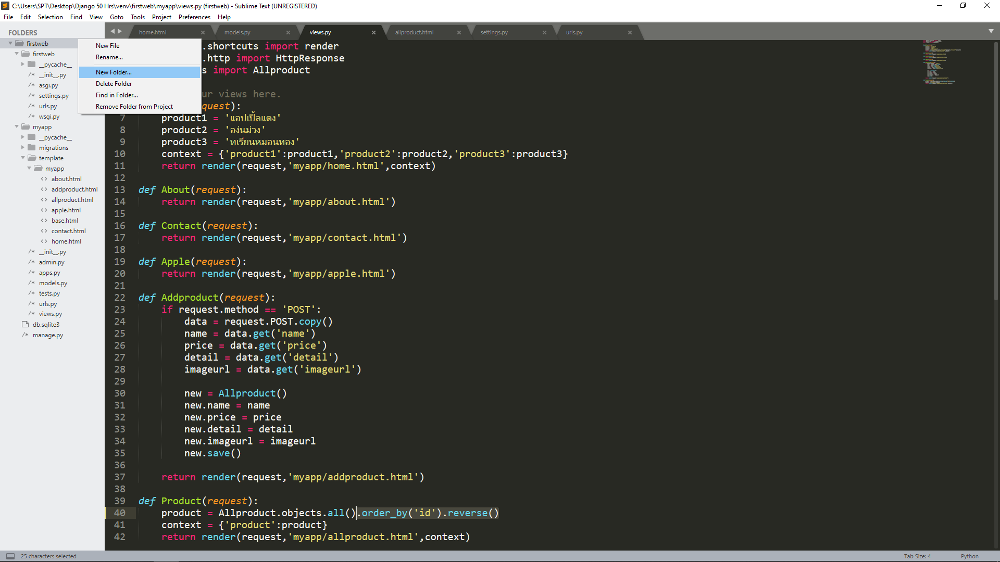 C:\Users\SPT\Desktop\Django 50 Hrs\venv\firstweb\myapp\views.py (firstweb) - Sublime Text (UNREGISTERED)
File Edit Selection Find View Goto Tools Project Preferences Help
FOLDERS
firstweb
firstweb
__pycache__
/* __init__.py
/* asgi.py
/* settings.py
/* urls.py
/* wsgi.py
myapp
__pycache__
migrations
template
myapp
<> about.html
<> addproduct.html
<> allproduct.html
<> apple.html
<> base.html
<> contact.html
<> home.html
/* __init__.py
/* admin.py
/* apps.py
/* models.py
/* tests.py
/* urls.py
/* views.py
db.sqlite3
/* manage.py
New File
Rename...
New Folder...
Delete Folder
Find in Folder...
Remove Folder from Project
home.html models.py views.py allproduct.html settings.py urls.py
.shortcuts import render
.http import HttpResponse
s import Allproduct
ur views here.
quest):
7 product1 = 'แอปเปิ้ลแดง'
8 product2 = 'องุ่นม่วง'
9 product3 = 'ทุเรียนหมอนทอง'
10 context = {'product1':product1,'product2':product2,'product3':product3}
11 return render(request,'myapp/home.html',context)
12
13 def About(request):
14 return render(request,'myapp/about.html')
15
16 def Contact(request):
17 return render(request,'myapp/contact.html')
18
19 def Apple(request):
20 return render(request,'myapp/apple.html')
21
22 def Addproduct(request):
23 if request.method == 'POST':
24 data = request.POST.copy()
25 name = data.get('name')
26 price = data.get('price')
27 detail = data.get('detail')
28 imageurl = data.get('imageurl')
29
30 new = Allproduct()
31 new.name = name
32 new.price = price
33 new.detail = detail
34 new.imageurl = imageurl
35 new.save()
36
37 return render(request,'myapp/addproduct.html')
38
39 def Product(request):
40 product = Allproduct.objects.all().order_by('id').reverse()
41 context = {'product':product}
42 return render(request,'myapp/allproduct.html',context)
25 characters selected
Tab Size: 4 Python